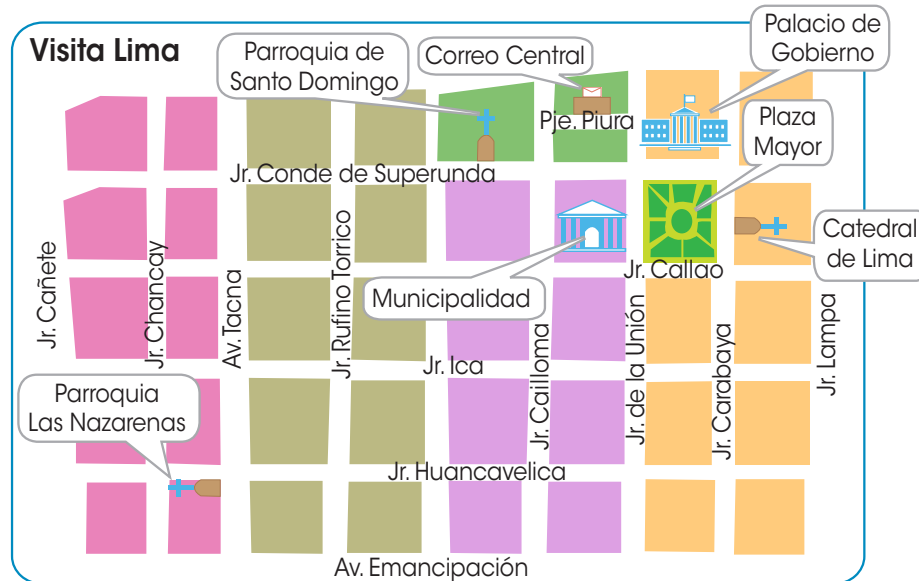 Visita Lima
Parroquia de
Santo Domingo
Correo Central
Palacio de
Gobierno
Pje. Piura
Plaza
Mayor
Jr. Conde de Superunda
Catedral
de Lima
Jr. Callao
Municipalidad
Jr. Cañete
Jr. Chancay
Av. Tacna
Jr. Rufino Torrico
Jr. Ica
Jr. Cailloma
Jr. de la Unión
Jr. Carabaya
Jr. Lampa
Parroquia
Las Nazarenas
Jr. Huancavelica
Av. Emancipación